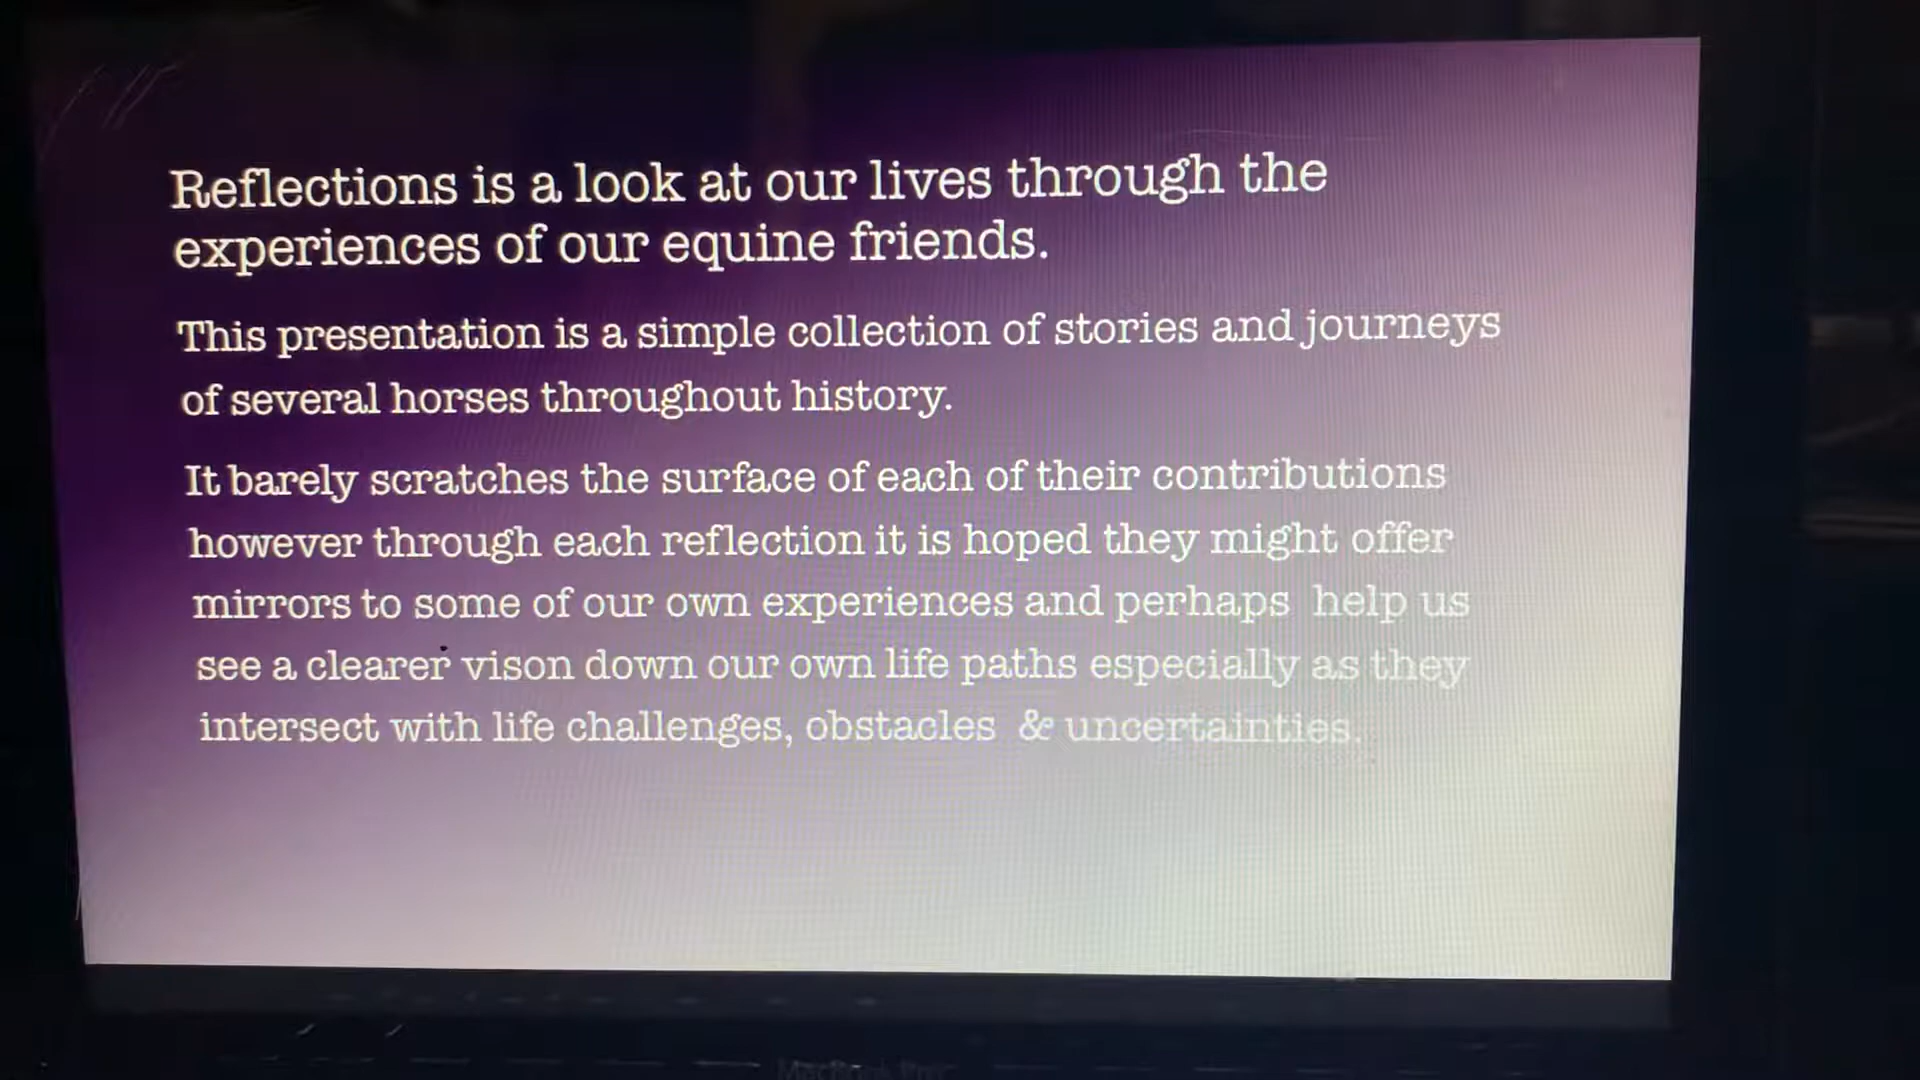 Reflections is a look at our lives through the
experiences of our equine friends.
This presentation is a simple collection of stories and journeys
of several horses throughout history.
It barely scratches the surface of each of their contributions
however through each reflection it is hoped they might offer
mirrors to some of our own experiences and perhaps help us
see a clearer vison down our own life paths especially as they
intersect with life challenges, obstacles & uncertainties.
MacBook Pro